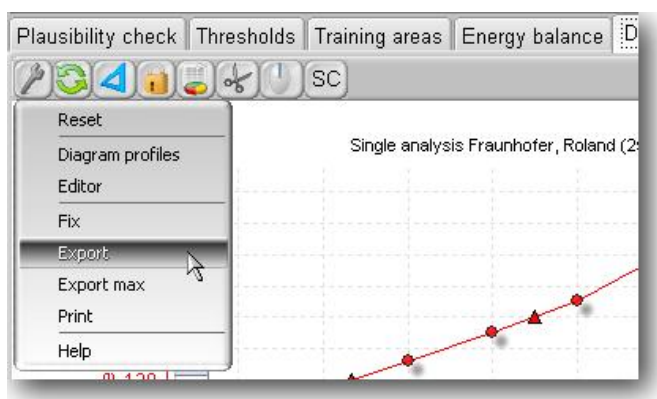 Plausibility check Thresholds Training areas Energy balance D
SC
Reset
Single analysis Fraunhofer, Roland (2
Diagram profiles
Editor
Fix
Export
Export max
Print
Help